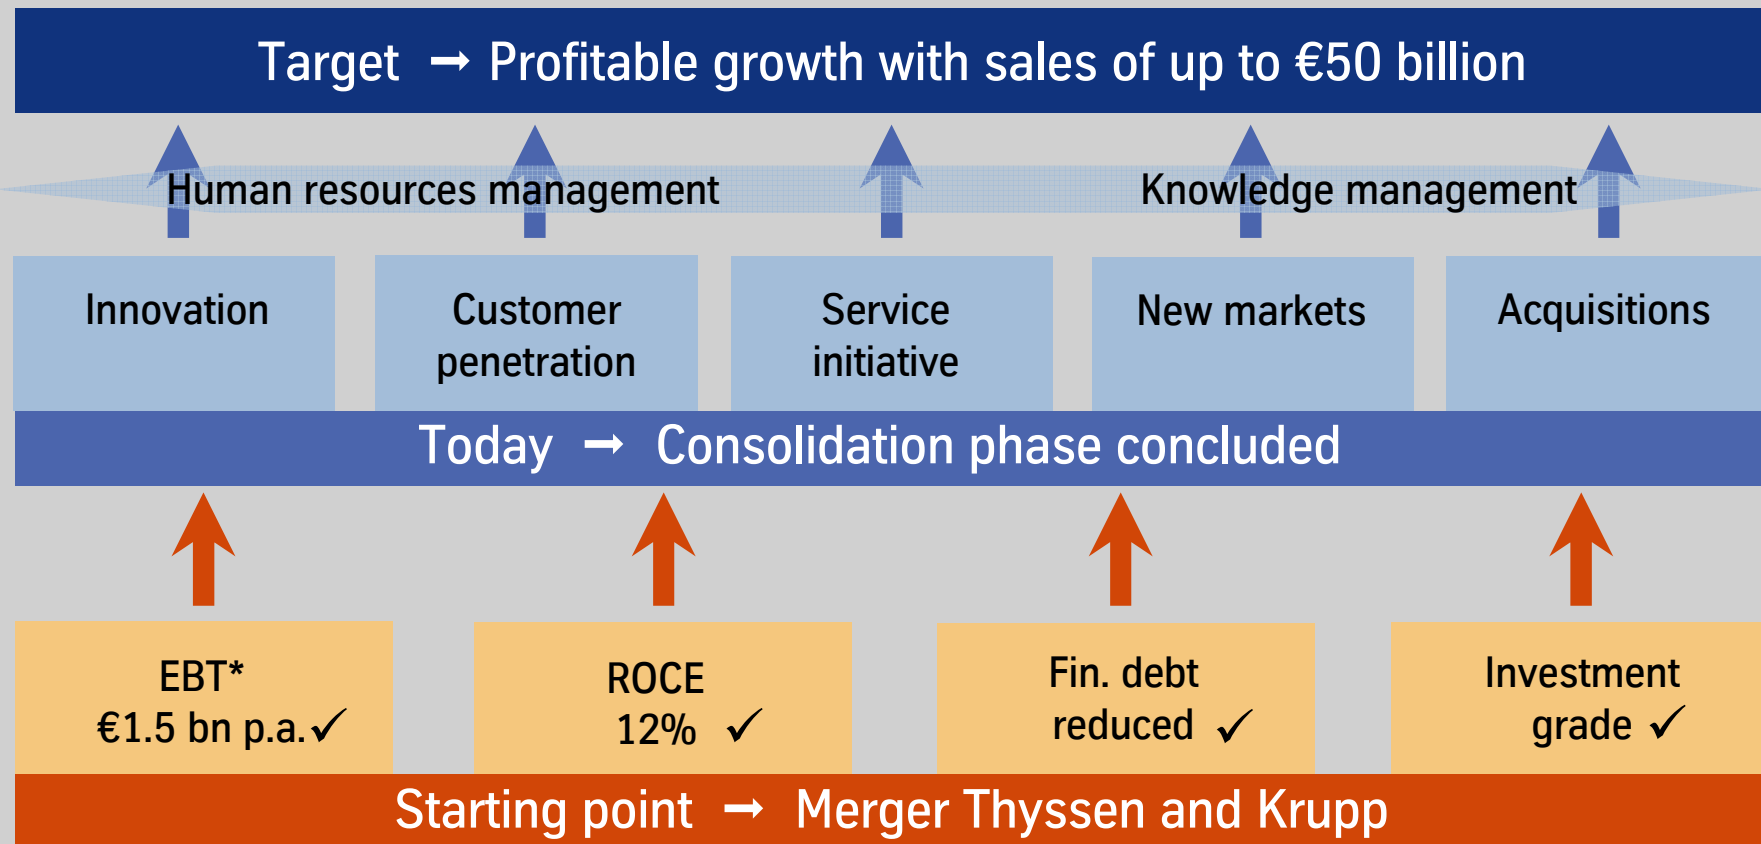 Target → Profitable growth with sales of up to €50 billion
Human resources management
Knowledge management
Innovation
Customer
penetration
Service
initiative
New markets
Acquisitions
Today → Consolidation phase concluded
EBT*
€1.5 bn p.a. ✓
ROCE
12% ✓
Fin. debt
reduced ✓
Investment
grade ✓
Starting point → Merger Thyssen and Krupp